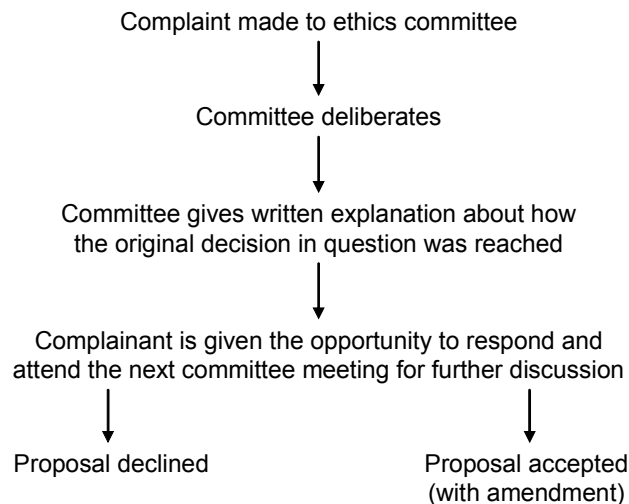 Complaint made to ethics committee
Committee deliberates
Committee gives written explanation about how
the original decision in question was reached
Complainant is given the opportunity to respond and
attend the next committee meeting for further discussion
Proposal declined
Proposal accepted
(with amendment)